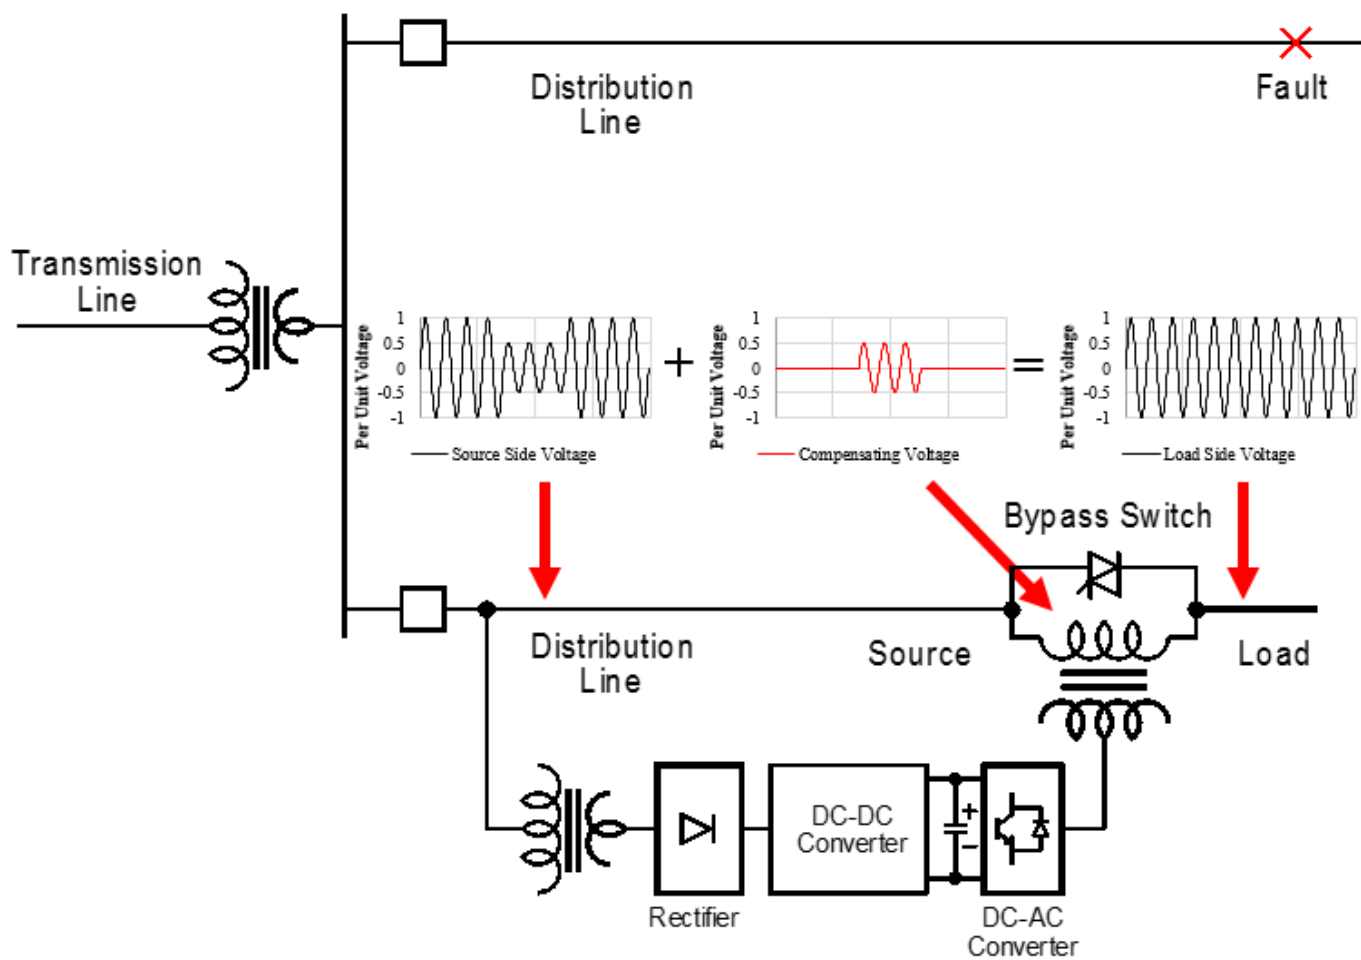 Distribution
Line
Fault
Transmission
Line
Per Unit Voltage
1
0.5
0
-0.5
-1
Source Side Voltage
+
Per Unit Voltage
1
0.5
0
-0.5
-1
Compensating Voltage
=
Per Unit Voltage
1
0.5
0
-0.5
-1
Load Side Voltage
Bypass Switch
Distribution
Line
Source
Load
Rectifier
DC-DC
Converter
+
−
DC-AC
Converter